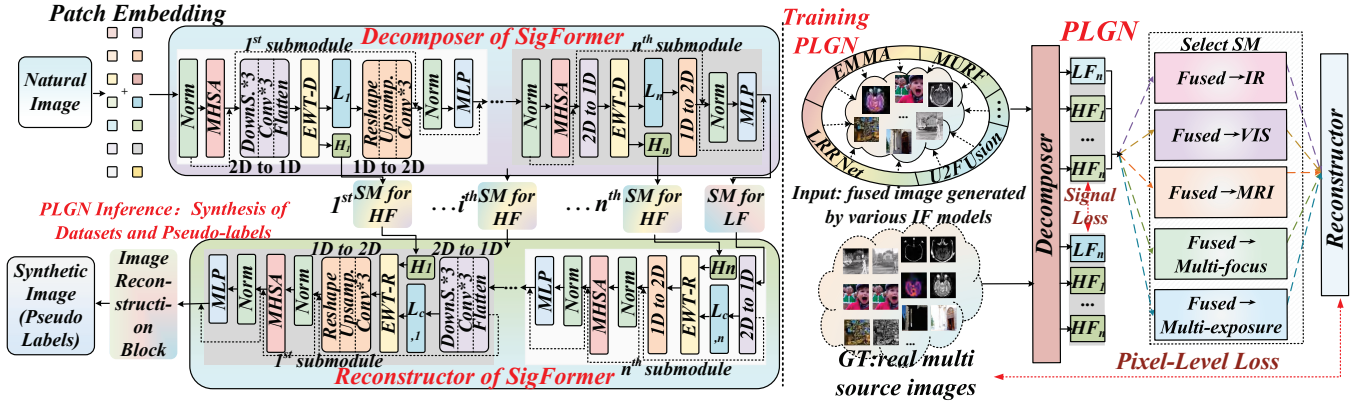 Patch Embedding
Decomposer of SigFormer
1st submodule
nth submodule
Natural
Image
+
Norm
MHSA
DownS.*3
Conv*3
Flatten
EWT-D
L1
H1
Reshape
Upsamp.
Conv*3
Norm
MLP
...
Norm
MHSA
2D to 1D
EWT-D
Ln
Hn
1D to 2D
Norm
MLP
2D to 1D
1D to 2D
1st
SM for
HF
...ith
SM for
HF
... nth
SM for
HF
SM for
LF
PLGN Inference: Synthesis of
Datasets and Pseudo-labels
Synthetic
Image
(Pseudo
Labels)
Image
Recon-
structi-
on
Block
1D to 2D
2D to 1D
MLP
Norm
MHSA
Norm
Reshape
Upsamp.
Conv*3
EWT-R
H1
Lc
,1
DownS.*3
Conv*3
Flatten
...
MLP
Norm
MHSA
Norm
1D to 2D
EWT-R
Hn
Lc
,n
2D to 1D
1st submodule
nth submodule
Reconstructor of SigFormer
Training
PLGN
EMMA
MURF
...
U2FUsion
LRRNet
...
Input: fused image generated
by various IF models
GT:real multi
source images
Decomposer
PLGN
LFn
HF1
...
HFn
Signal
Loss
LFn
HF1
...
HFn
Select SM
Fused→IR
Fused→VIS
Fused→MRI
Fused→
Multi-focus
Fused→
Multi-exposure
Reconstructor
Pixel-Level Loss